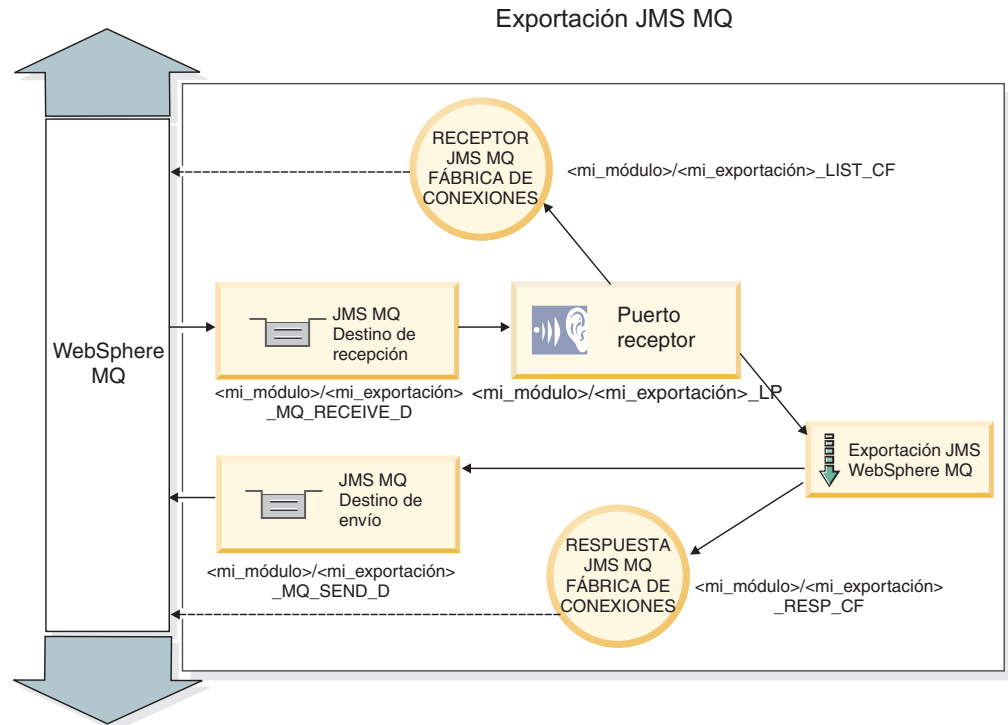 Exportación JMS MQ
RECEPTOR
JMS MQ
FÁBRICA DE
CONEXIONES
<mi_módulo>/<mi_exportación>_LIST_CF
WebSphere
MQ
JMS MQ
Destino de
recepción
<mi_módulo>/<mi_exportación>
_MQ_RECEIVE_D
Puerto
receptor
<mi_módulo>/<mi_exportación>_LP
Exportación JMS
WebSphere MQ
JMS MQ
Destino de
envío
<mi_módulo>/<mi_exportación>
_MQ_SEND_D
RESPUESTA
JMS MQ
FÁBRICA DE
CONEXIONES
<mi_módulo>/<mi_exportación>
_RESP_CF